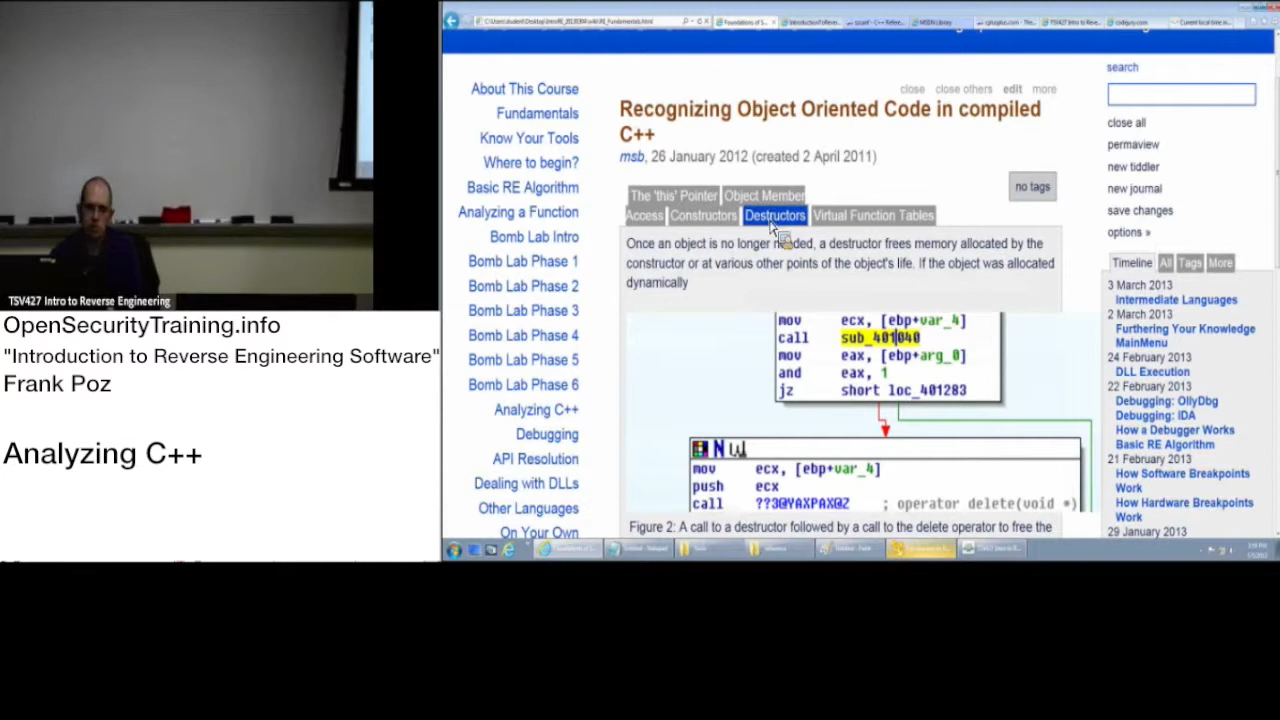 TSV427 Intro to Reverse Engineering
OpenSecurityTraining.info
"Introduction to Reverse Engineering Software"
Frank Poz
Analyzing C++
About This Course
Fundamentals
Know Your Tools
Where to begin?
Basic RE Algorithm
Analyzing a Function
Bomb Lab Intro
Bomb Lab Phase 1
Bomb Lab Phase 2
Bomb Lab Phase 3
Bomb Lab Phase 4
Bomb Lab Phase 5
Bomb Lab Phase 6
Analyzing C++
Debugging
API Resolution
Dealing with DLLs
Other Languages
On Your Own
close close others edit more
Recognizing Object Oriented Code in compiled
C++
msb, 26 January 2012 (created 2 April 2011)
no tags
The 'this' Pointer Object Member
Access Constructors Destructors Virtual Function Tables
Once an object is no longer needed, a destructor frees memory allocated by the
constructor or at various other points of the object's life. If the object was allocated
dynamically
mov ecx, [ebp+var_4]
call sub_401040
mov eax, [ebp+arg_0]
and eax, 1
jz short loc_401283
mov ecx, [ebp+var_4]
push ecx
call ??3@YAXPAX@Z ; operator delete(void *)
Figure 2: A call to a destructor followed by a call to the delete operator to free the
search
close all
permaview
new tiddler
new journal
save changes
options »
Timeline All Tags More
3 March 2013
Intermediate Languages
2 March 2013
Furthering Your Knowledge
MainMenu
24 February 2013
DLL Execution
22 February 2013
Debugging: OllyDbg
Debugging: IDA
How a Debugger Works
Basic RE Algorithm
21 February 2013
How Software Breakpoints
Work
How Hardware Breakpoints
Work
29 January 2013